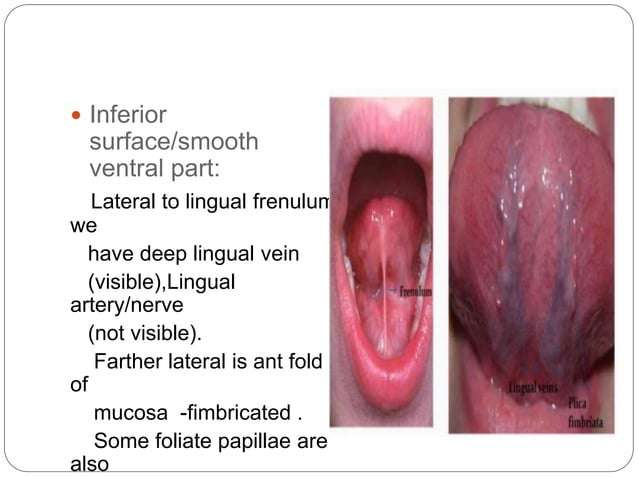 Inferior
surface/smooth
ventral part:
Lateral to lingual frenulum
we
have deep lingual vein
(visible),Lingual
artery/nerve
(not visible).
Farther lateral is ant fold
of
mucosa -fimbricated .
Some foliate papillae are
also
Frenulum
Lingual veins
Plica
fimbriata